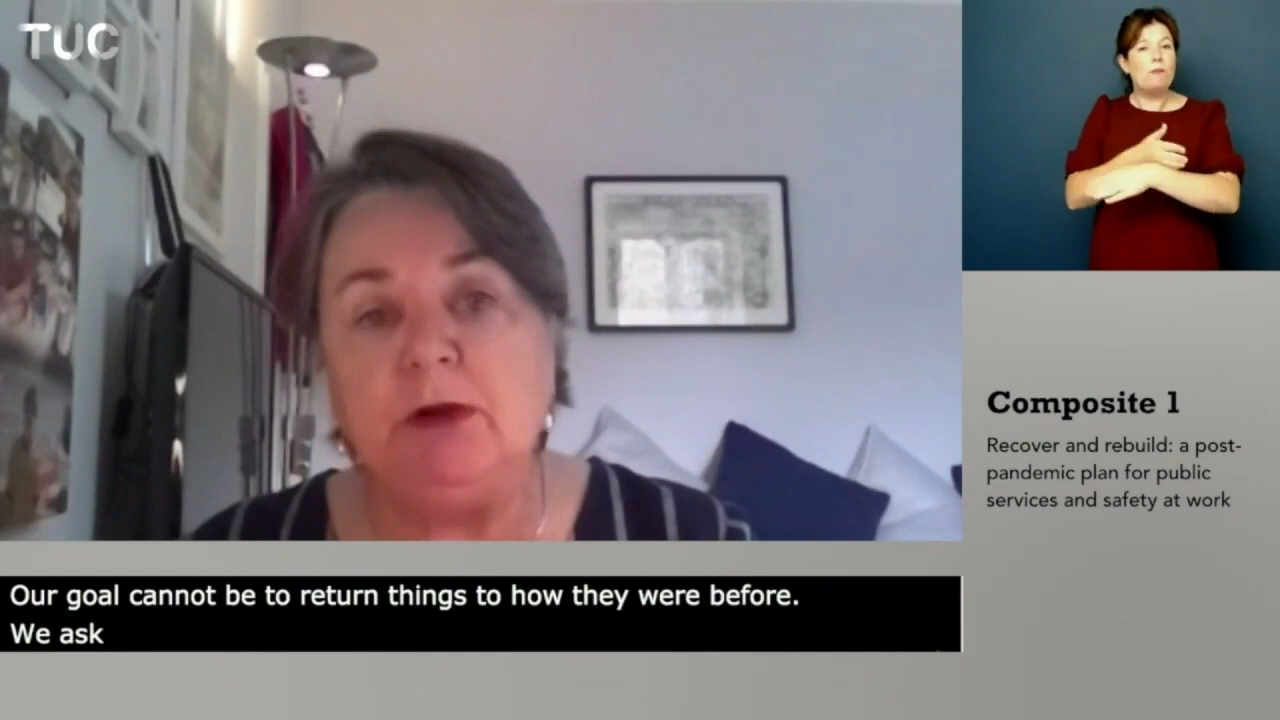 TUC
Composite 1
Recover and rebuild: a post-
pandemic plan for public
services and safety at work
Our goal cannot be to return things to how they were before.
We ask